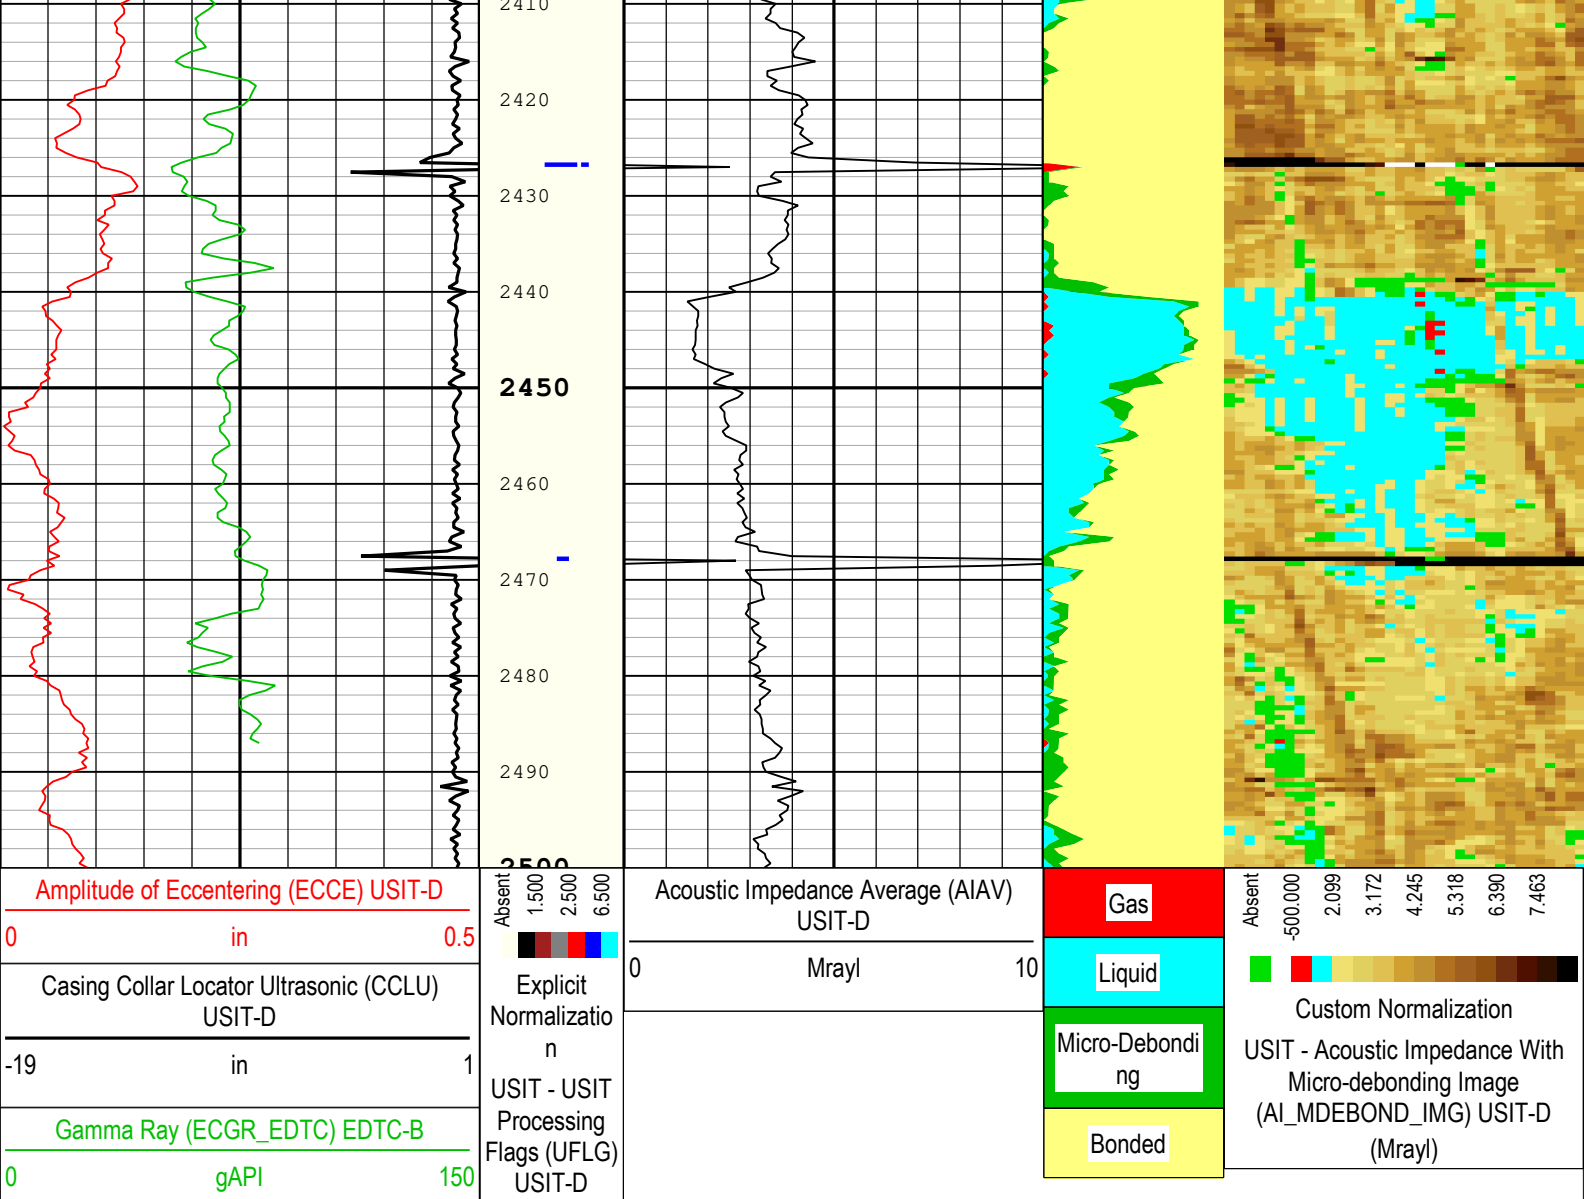 2410
2420
2430
2440
2450
2460
2470
2480
2490
2500
Amplitude of Eccentering (ECCE) USIT-D
0 in 0.5
Casing Collar Locator Ultrasonic (CCLU)
USIT-D
-19 in 1
Gamma Ray (ECGR_EDTC) EDTC-B
0 gAPI 150
Absent 1.500 2.500 6.500
Explicit
Normalizatio
n
USIT - USIT
Processing
Flags (UFLG)
USIT-D
Acoustic Impedance Average (AIAV)
USIT-D
0 Mrayl 10
Gas
Liquid
Micro-Debondi
ng
Bonded
Absent -500.000 2.099 3.172 4.245 5.318 6.390 7.463
Custom Normalization
USIT - Acoustic Impedance With
Micro-debonding Image
(AI_MDEBOND_IMG) USIT-D
(Mrayl)